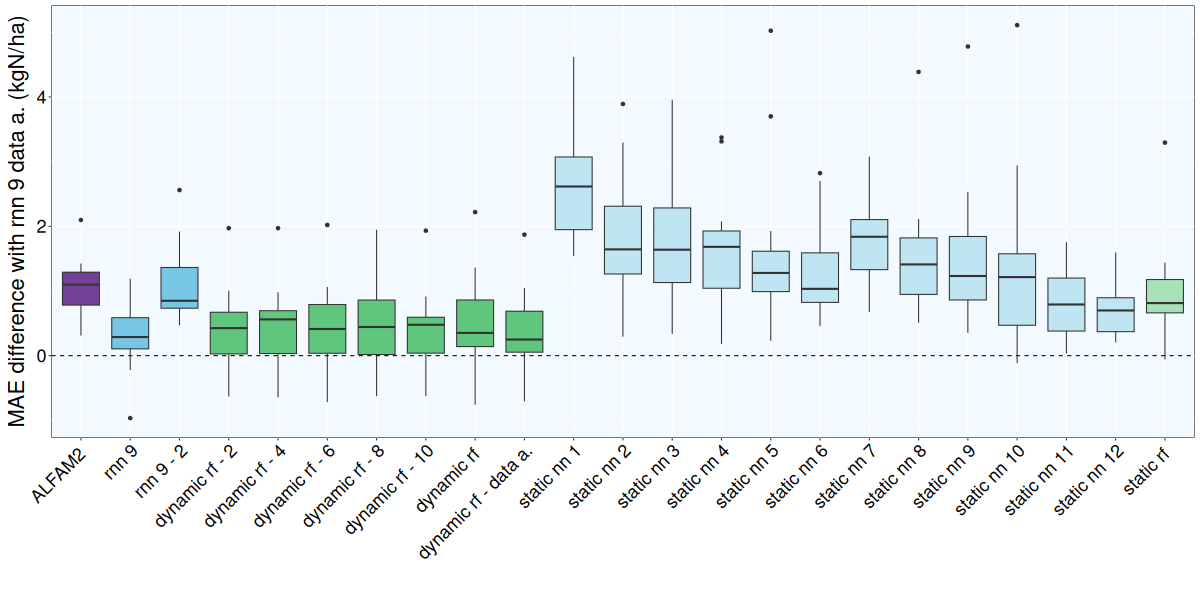 MAE difference with rnn 9 data a. (kgN/ha)
4
2
0
ALFAM2
rnn 9
rnn 9 - 2
dynamic rf - 2
dynamic rf - 4
dynamic rf - 6
dynamic rf - 8
dynamic rf - 10
dynamic rf
dynamic rf - data a.
static nn 1
static nn 2
static nn 3
static nn 4
static nn 5
static nn 6
static nn 7
static nn 8
static nn 9
static nn 10
static nn 11
static nn 12
static rf